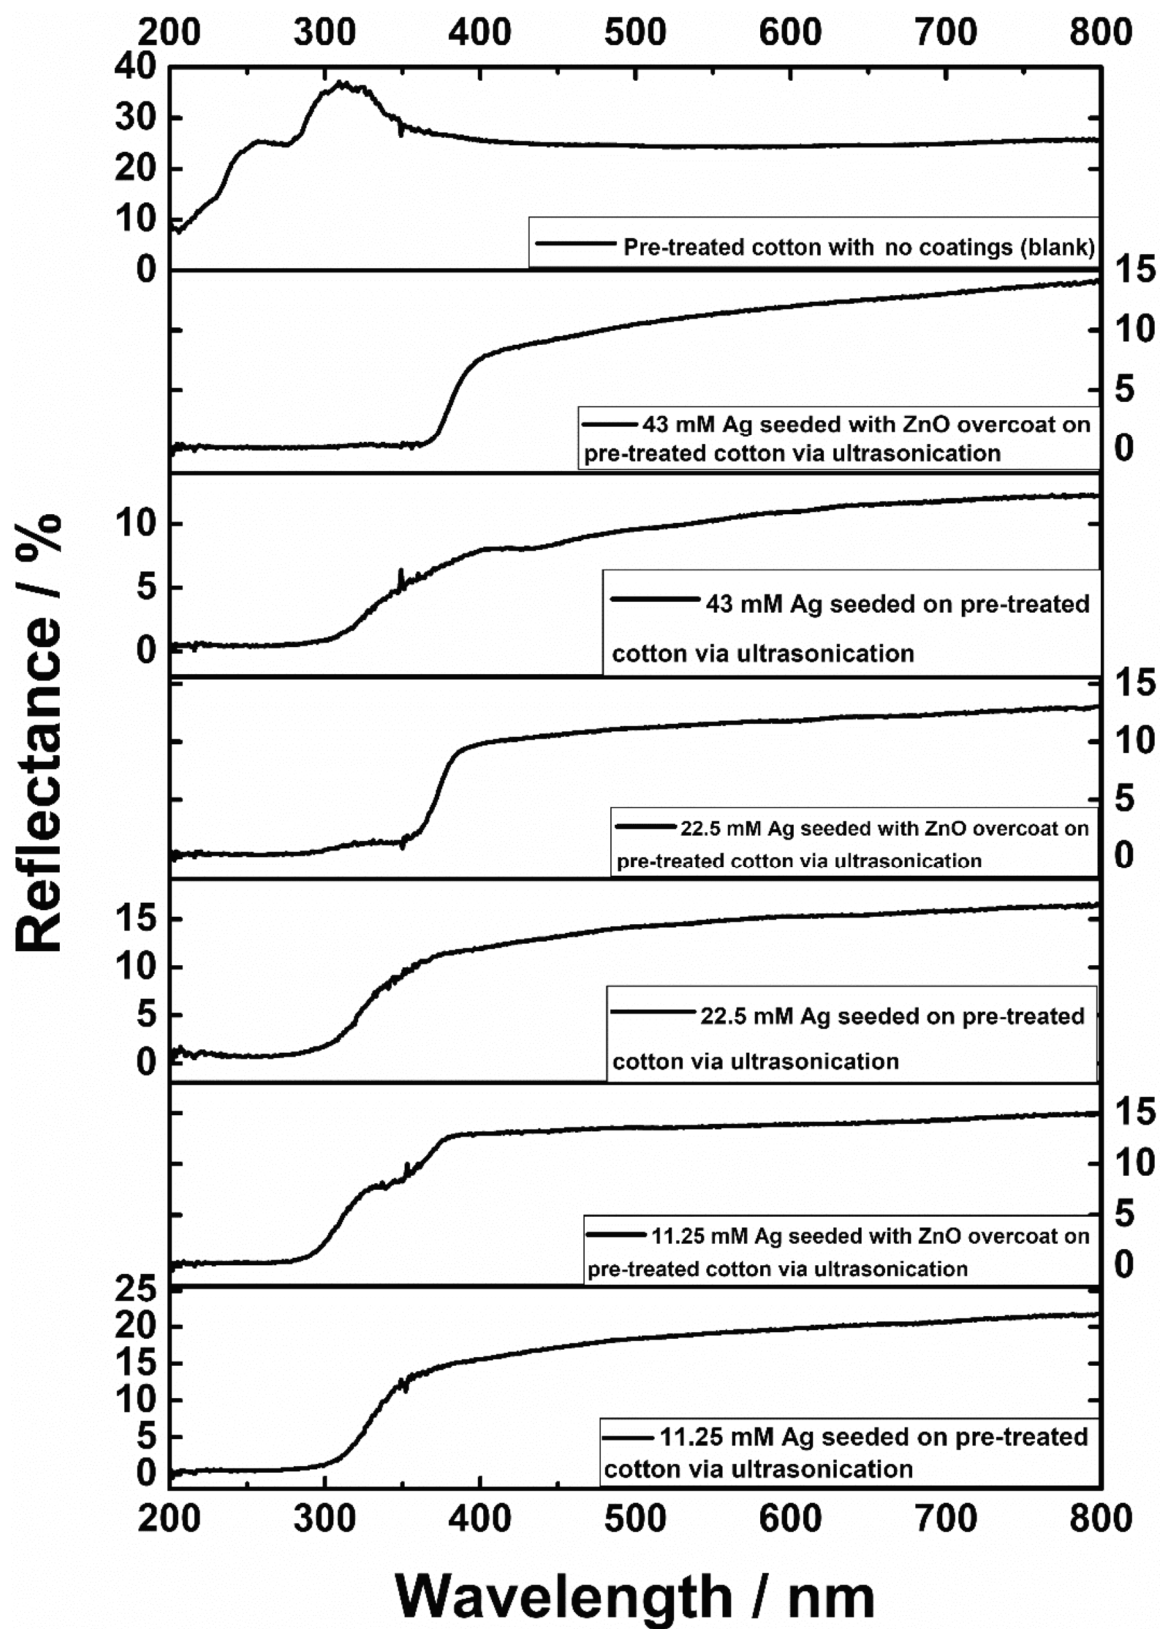 200 300 400 500 600 700 800
40
30
20
10
0
Pre-treated cotton with no coatings (blank)
15
10
5
0
43 mM Ag seeded with ZnO overcoat on
pre-treated cotton via ultrasonication
10
5
0
43 mM Ag seeded on pre-treated
cotton via ultrasonication
15
10
5
0
22.5 mM Ag seeded with ZnO overcoat on
pre-treated cotton via ultrasonication
15
10
5
0
22.5 mM Ag seeded on pre-treated
cotton via ultrasonication
15
10
5
0
11.25 mM Ag seeded with ZnO overcoat on
pre-treated cotton via ultrasonication
25
20
15
10
5
0
11.25 mM Ag seeded on pre-treated
cotton via ultrasonication
200 300 400 500 600 700 800
Reflectance / %
Wavelength / nm